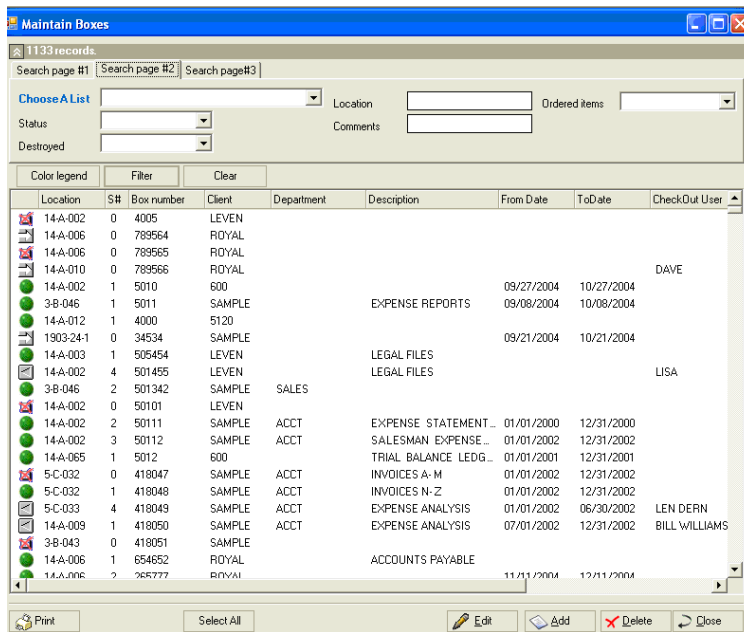 Maintain Boxes
1133 records.
Search page #1 Search page #2 Search page#3
Choose A List Location Ordered items
Status Comments
Destroyed
Color legend Filter Clear
Location S# Box number Client Department Description From Date ToDate CheckOut User
14-A-002 0 4005 LEVEN
14-A-006 0 789564 ROYAL
14-A-006 0 789565 ROYAL
14-A-010 0 789566 ROYAL DAVE
14-A-002 1 5010 600 09/27/2004 10/27/2004
3-B-046 1 5011 SAMPLE EXPENSE REPORTS 09/08/2004 10/08/2004
14-A-012 1 4000 5120
1903-24-1 0 34534 SAMPLE 09/21/2004 10/21/2004
14-A-003 1 505454 LEVEN LEGAL FILES
14-A-002 4 501455 LEVEN LEGAL FILES LISA
3-B-046 2 501342 SAMPLE SALES
14-A-002 0 50101 LEVEN
14-A-002 2 50111 SAMPLE ACCT EXPENSE STATEMENT... 01/01/2000 12/31/2000
14-A-002 3 50112 SAMPLE ACCT SALESMAN EXPENSE... 01/01/2002 12/31/2002
14-A-065 1 5012 600 TRIAL BALANCE LEDG... 01/01/2001 12/31/2001
5-C-032 0 418047 SAMPLE ACCT INVOICES A-M 01/01/2002 12/31/2002
5-C-032 1 418048 SAMPLE ACCT INVOICES N-Z 01/01/2002 12/31/2002
5-C-033 4 418049 SAMPLE ACCT EXPENSE ANALYSIS 01/01/2002 06/30/2002 LEN DERN
14-A-009 1 418050 SAMPLE ACCT EXPENSE ANALYSIS 07/01/2002 12/31/2002 BILL WILLIAMS
3-B-043 0 418051 SAMPLE
14-A-006 1 654652 ROYAL ACCOUNTS PAYABLE
14-A-006 2 265777 ROYAL 11/11/2004 12/11/2004
Print Select All Edit Add Delete Close